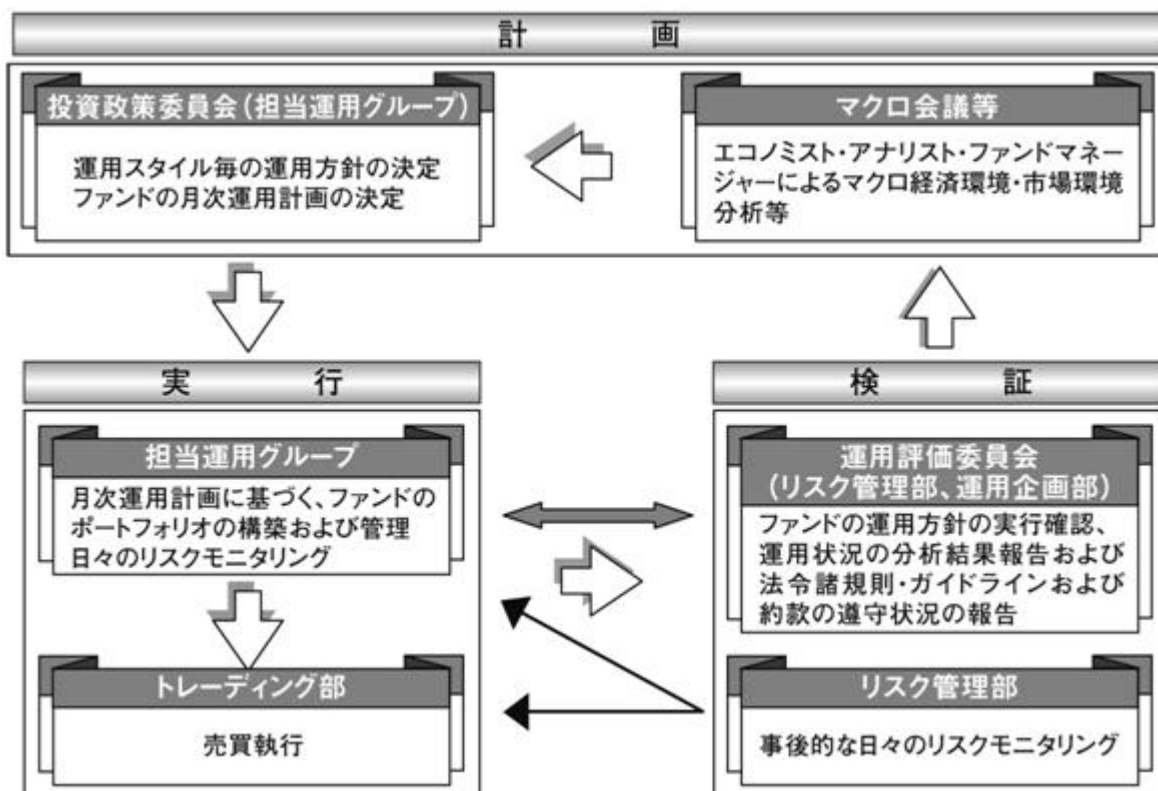 計画
投資政策委員会（担当運用グループ）
運用スタイル毎の運用方針の決定
ファンドの月次運用計画の決定
マクロ会議等
エコノミスト・アナリスト・ファンドマネー
ジャーによるマクロ経済環境・市場環境
分析等
実行
担当運用グループ
月次運用計画に基づく、ファンドの
ポートフォリオの構築および管理
日々のリスクモニタリング
トレーディング部
売買執行
検証
運用評価委員会
（リスク管理部、運用企画部）
ファンドの運用方針の実行確認、
運用状況の分析結果報告および
法令諸規則・ガイドラインおよび
約款の遵守状況の報告
リスク管理部
事後的な日々のリスクモニタリング